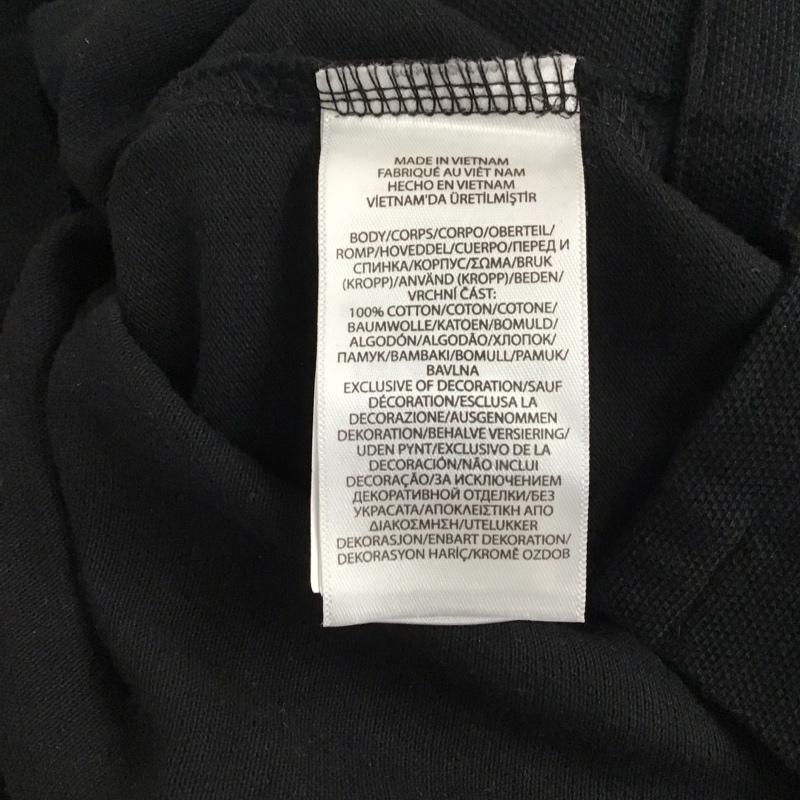 MADE IN VIETNAM
FABRIQUÉ AU VIÊT NAM
HECHO EN VIETNAM
VİETNAM'DA ÜRETİLMİŞTİR
BODY/CORPS/CORPO/OBERTEIL/
ROMP/HOVEDDEL/CUERPO/ПЕРЕД И
СПИНКА/КОРПУС/ΣΩΜΑ/BRUK
(KROPP)/ANVÄND (KROPP)/BEDEN/
VRCHNÍ ČÁST:
100% COTTON/COTON/COTONE/
BAUMWOLLE/KATOEN/BOMULD/
ALGODÓN/ALGODÃO/ХЛОПОК/
ПАМУК/ΒΑΜΒΑΚΙ/BOMULL/PAMUK/
BAVLNA
EXCLUSIVE OF DECORATION/SAUF
DÉCORATION/ESCLUSA LA
DECORAZIONE/AUSGENOMMEN
DEKORATION/BEHALVE VERSIERING/
UDEN PYNT/EXCLUSIVO DE LA
DECORACIÓN/NÃO INCLUI
DECORAÇÃO/ЗА ИСКЛЮЧЕНИЕМ
ДЕКОРАТИВНОЙ ОТДЕЛКИ/БЕЗ
УКРАСАТА/ΑΠΟΚΛΕΙΣΤΙΚΗ ΑΠΟ
ΔΙΑΚΟΣΜΗΣΗ/UTELUKKER
DEKORASJON/ENBART DEKORATION/
DEKORASYON HARİÇ/KROMĚ OZDOB